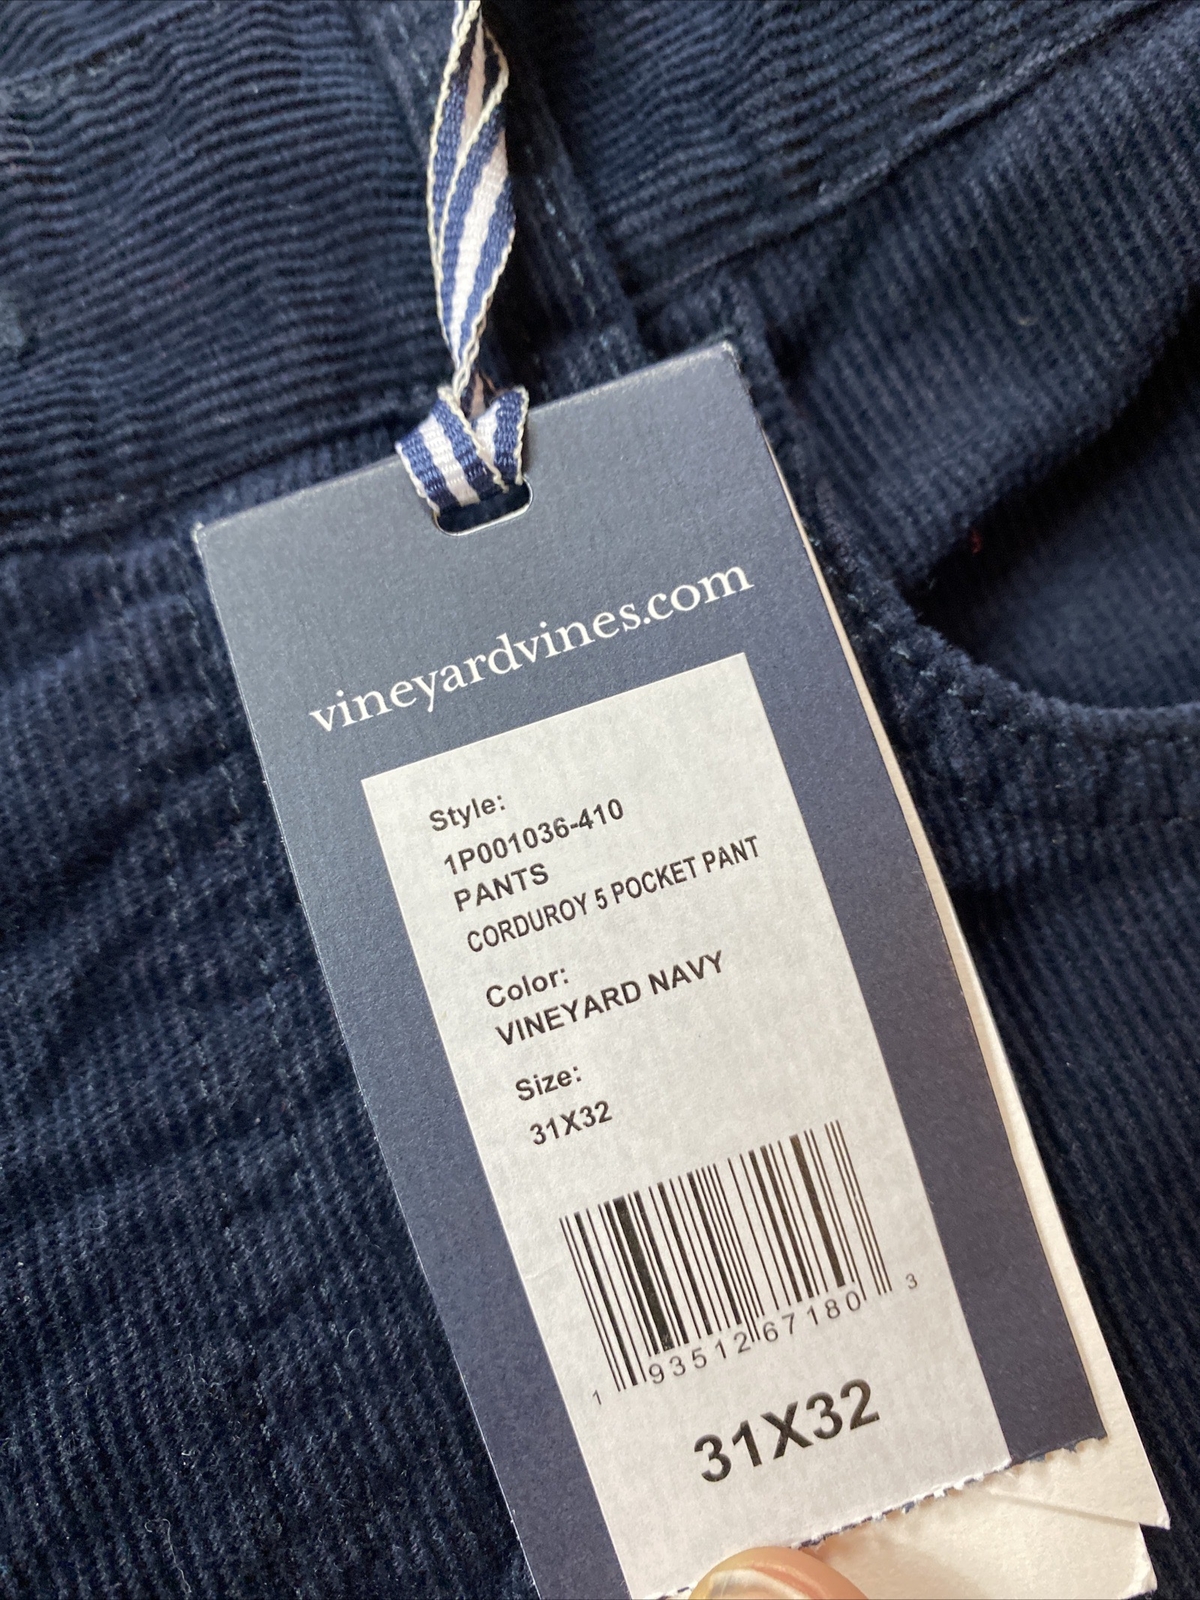 vineyardvines.com
Style:
1P001036-410
PANTS
CORDUROY 5 POCKET PANT
Color:
VINEYARD NAVY
Size:
31X32
1 93512 67180 3
31X32